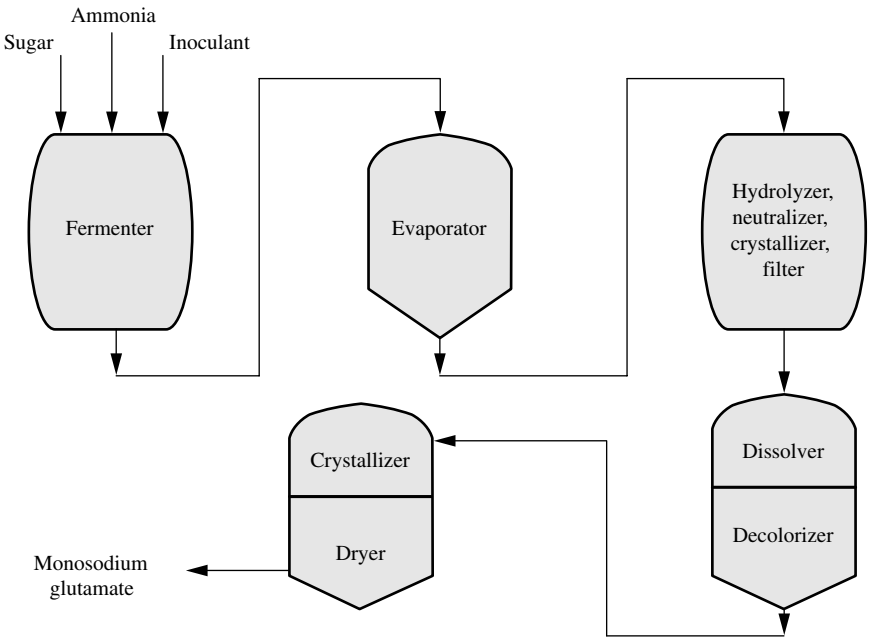 Ammonia
Sugar
Inoculant
Fermenter
Evaporator
Hydrolyzer,
neutralizer,
crystallizer,
filter
Dissolver
Decolorizer
Crystallizer
Dryer
Monosodium
glutamate